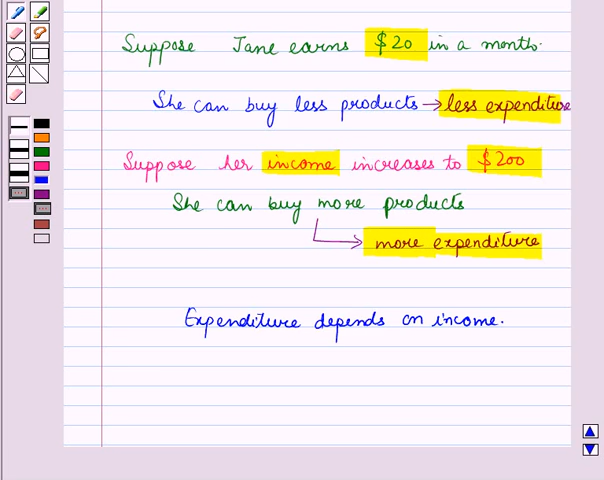 Suppose Jane earns $20 in a month.
She can buy less products → less expenditure
Suppose her income increases to $200
She can buy more products
more expenditure
Expenditure depends on income.